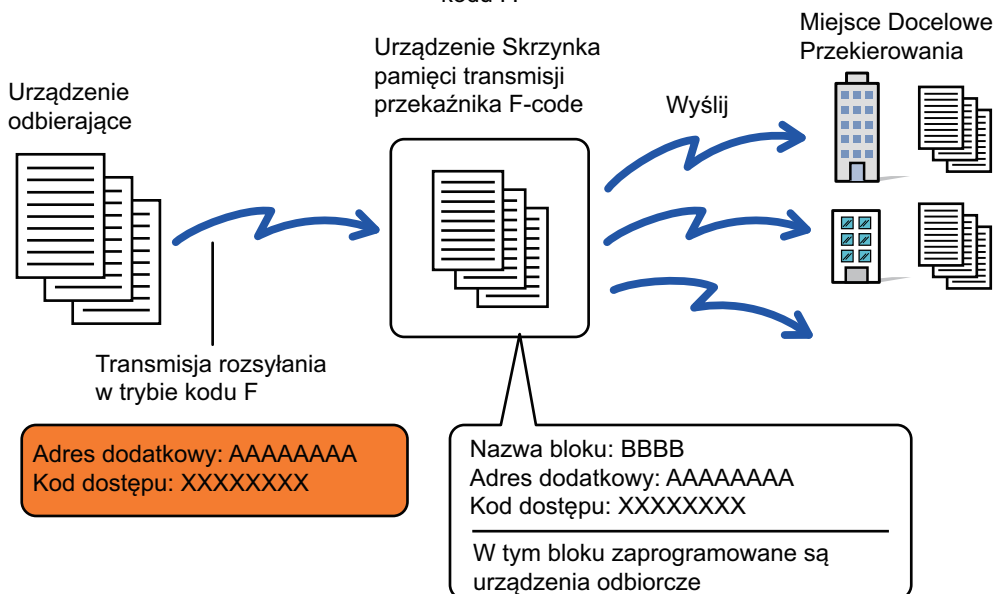 kodu F.
Miejsce Docelowe
Przekierowania
Urządzenie Skrzynka
pamięci transmisji
przekaźnika F-code
Urządzenie
odbierające
Wyślij
Transmisja rozsyłania
w trybie kodu F
Adres dodatkowy: AAAAAAAA
Kod dostępu: XXXXXXXX
Nazwa bloku: BBBB
Adres dodatkowy: AAAAAAAA
Kod dostępu: XXXXXXXX
W tym bloku zaprogramowane są
urządzenia odbiorcze